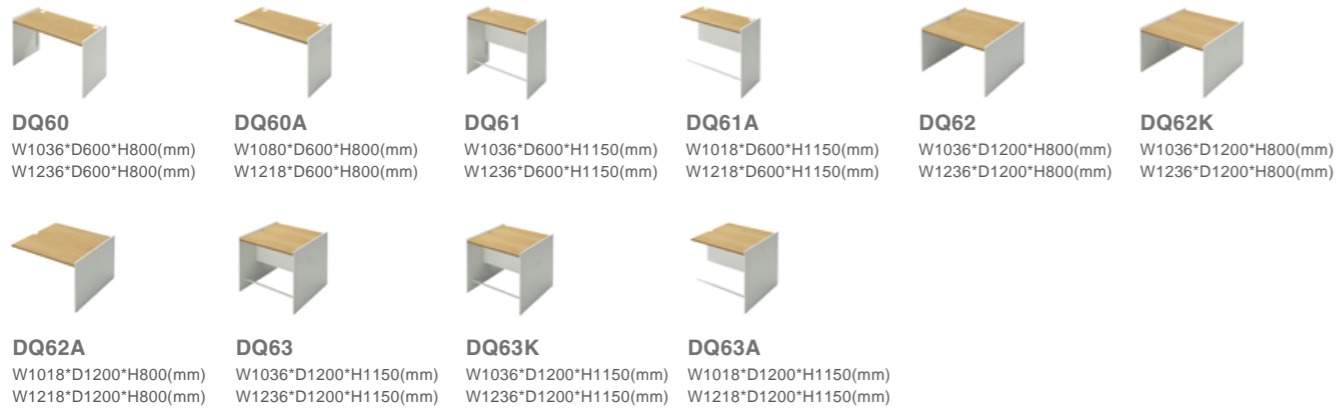 DQ60
W1036*D600*H800(mm)
W1236*D600*H800(mm)
DQ60A
W1080*D600*H800(mm)
W1218*D600*H800(mm)
DQ61
W1036*D600*H1150(mm)
W1236*D600*H1150(mm)
DQ61A
W1018*D600*H1150(mm)
W1218*D600*H1150(mm)
DQ62
W1036*D1200*H800(mm)
W1236*D1200*H800(mm)
DQ62K
W1036*D1200*H800(mm)
W1236*D1200*H800(mm)
DQ62A
W1018*D1200*H800(mm)
W1218*D1200*H800(mm)
DQ63
W1036*D1200*H1150(mm)
W1236*D1200*H1150(mm)
DQ63K
W1036*D1200*H1150(mm)
W1236*D1200*H1150(mm)
DQ63A
W1018*D1200*H1150(mm)
W1218*D1200*H1150(mm)